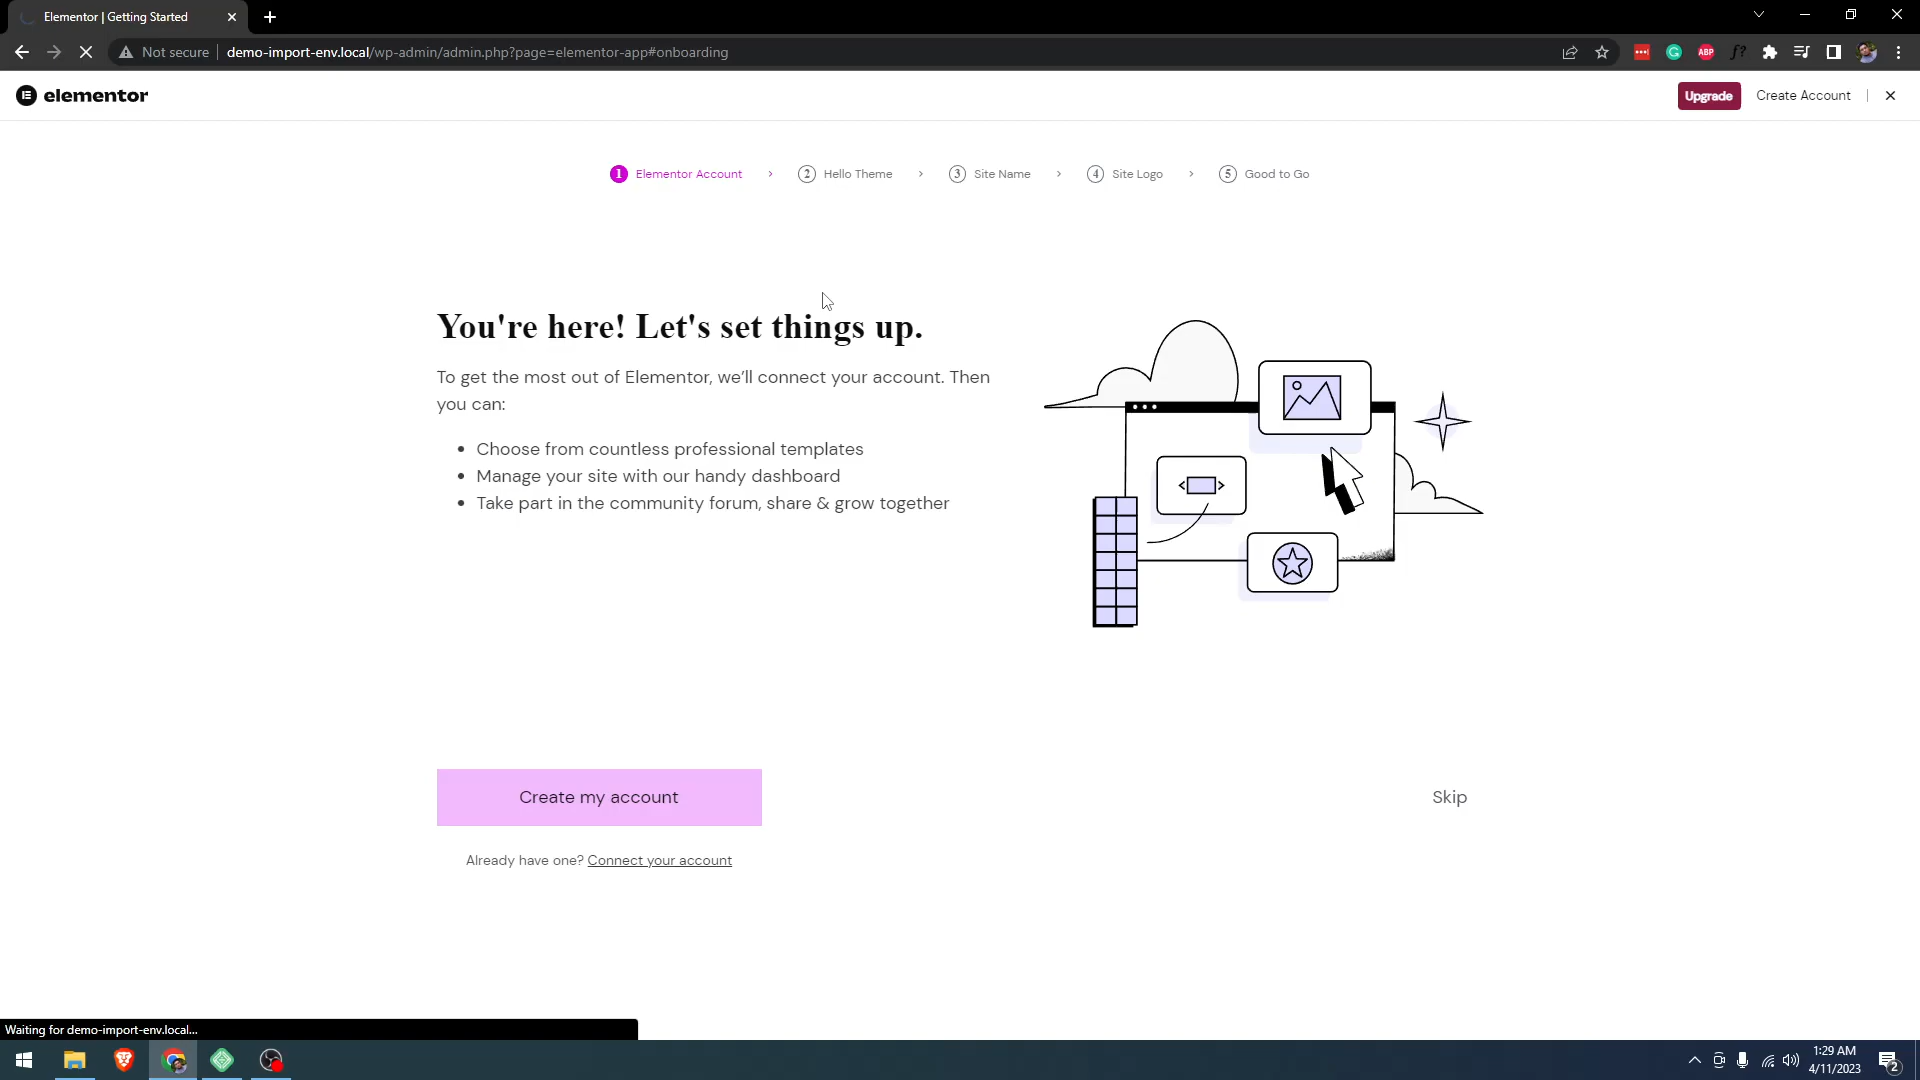 Elementor | Getting Started
Not secure
demo-import-env.local/wp-admin/admin.php?page=elementor-app#onboarding
ABP
f?
elementor
Upgrade
Create Account
1 Elementor Account
2 Hello Theme
3 Site Name
4 Site Logo
5 Good to Go
You're here! Let's set things up.
To get the most out of Elementor, we’ll connect your account. Then
you can:
Choose from countless professional templates
Manage your site with our handy dashboard
Take part in the community forum, share & grow together
Create my account
Skip
Already have one? Connect your account
Waiting for demo-import-env.local...
1:29 AM
4/11/2023
2